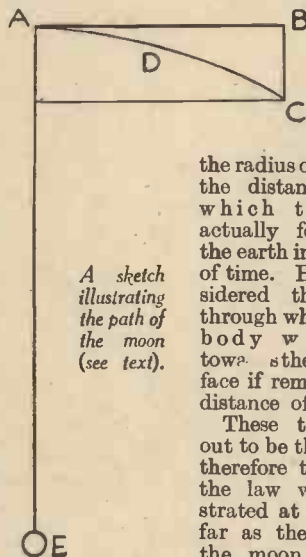 A
B
D
C
A sketch
illustrating
the path of
the moon
(see text).
E
the radius o
the distan
which t
actually f
the earth in
of time.
sidered th
through wh
body w
the
face if rem
distance of
These t
out to be th
therefore t
the law w
strated at
far as the
the moon